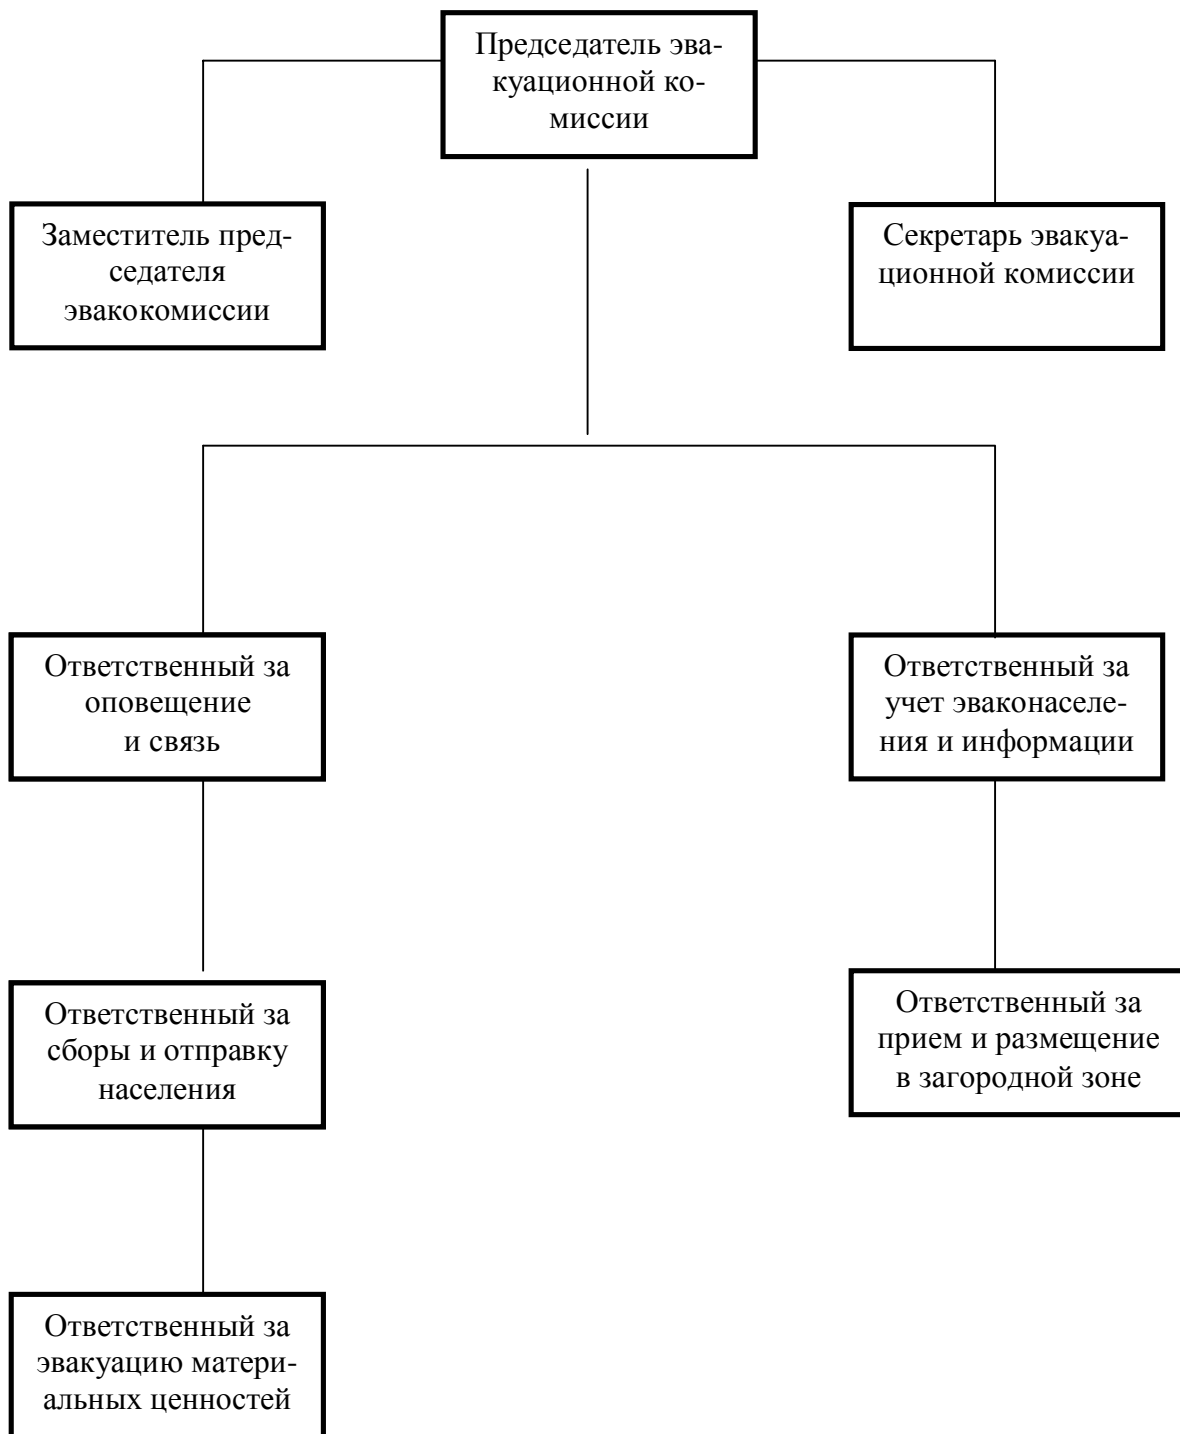 Председатель эва-
куационной ко-
миссии
Заместитель пред-
седателя
эвакокомиссии
Секретарь эвакуа-
ционной комиссии
Ответственный за
оповещение
и связь
Ответственный за
учет эваконаселе-
ния и информации
Ответственный за
сборы и отправку
населения
Ответственный за
прием и размещение
в загородной зоне
Ответственный за
эвакуацию матери-
альных ценностей